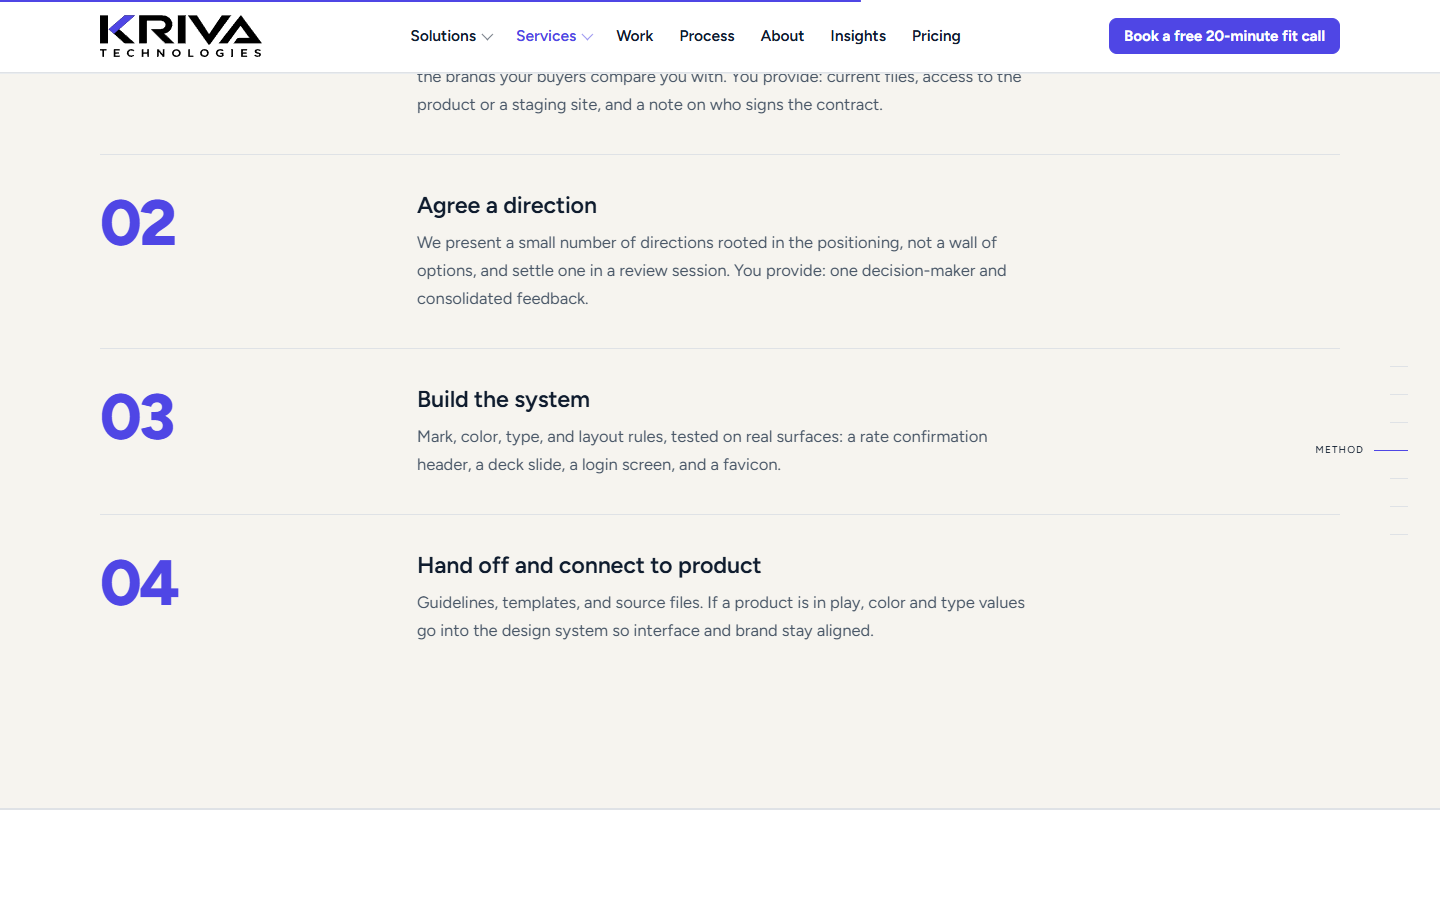 KRIVA
TECHNOLOGIES
Solutions
Services
Work
Process
About
Insights
Pricing
Book a free 20-minute fit call
the brands your buyers compare you with. You provide: current files, access to the
product or a staging site, and a note on who signs the contract.
02
Agree a direction
We present a small number of directions rooted in the positioning, not a wall of
options, and settle one in a review session. You provide: one decision-maker and
consolidated feedback.
03
Build the system
Mark, color, type, and layout rules, tested on real surfaces: a rate confirmation
header, a deck slide, a login screen, and a favicon.
METHOD
04
Hand off and connect to product
Guidelines, templates, and source files. If a product is in play, color and type values
go into the design system so interface and brand stay aligned.